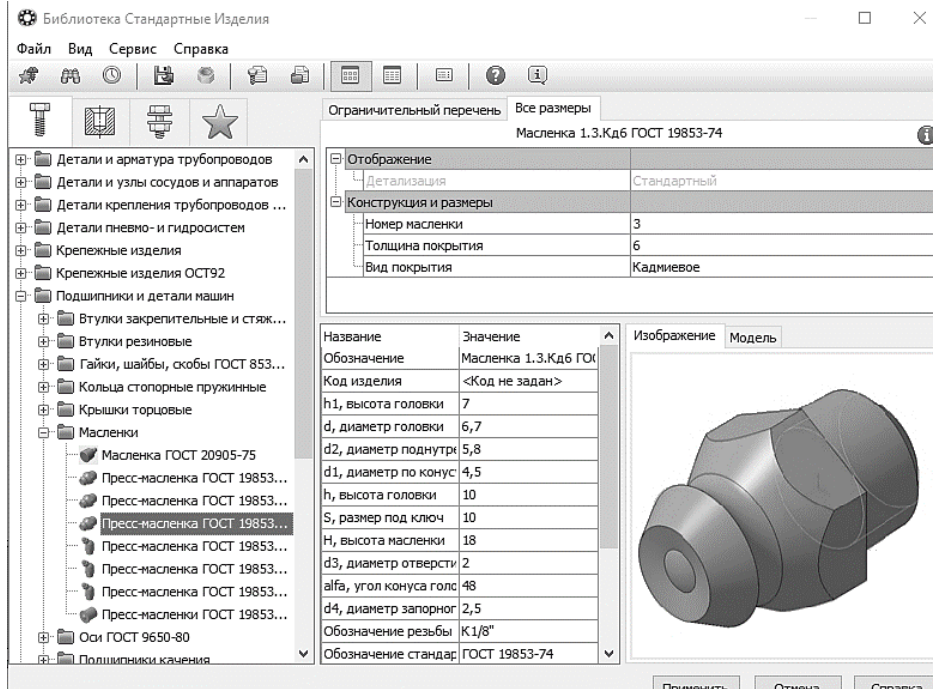 Библиотека Стандартные Изделия
Файл Вид Сервис Справка
Ограничительный перечень Все размеры
Масленка 1.3.Кд6 ГОСТ 19853-74
Отображение
Детализация Стандартный
Конструкция и размеры
Номер масленки 3
Толщина покрытия 6
Вид покрытия Кадмиевое
Детали и арматура трубопроводов
Детали и узлы сосудов и аппаратов
Детали крепления трубопроводов ...
Детали пневмо- и гидросистем
Крепежные изделия
Крепежные изделия ОСТ92
Подшипники и детали машин
Втулки закрепительные и стяж...
Втулки резиновые
Гайки, шайбы, скобы ГОСТ 853...
Кольца стопорные пружинные
Крышки торцовые
Масленки
Масленка ГОСТ 20905-75
Пресс-масленка ГОСТ 19853...
Пресс-масленка ГОСТ 19853...
Пресс-масленка ГОСТ 19853...
Пресс-масленка ГОСТ 19853...
Пресс-масленка ГОСТ 19853...
Пресс-масленка ГОСТ 19853...
Пресс-масленки ГОСТ 19853...
Оси ГОСТ 9650-80
Подшипники качения
Название Значение
Обозначение Масленка 1.3.Кд6 ГО
Код изделия <Код не задан>
h1, высота головки 7
d, диаметр головки 6,7
d2, диаметр поднутре 5,8
d1, диаметр по конус 4,5
h, высота головки 10
S, размер под ключ 10
H, высота масленки 18
d3, диаметр отверсти 2
alfa, угол конуса голо 48
d4, диаметр запорног 2,5
Обозначение резьбы К1/8"
Обозначение стандар ГОСТ 19853-74
Изображение Модель
Применить Отмена Справка